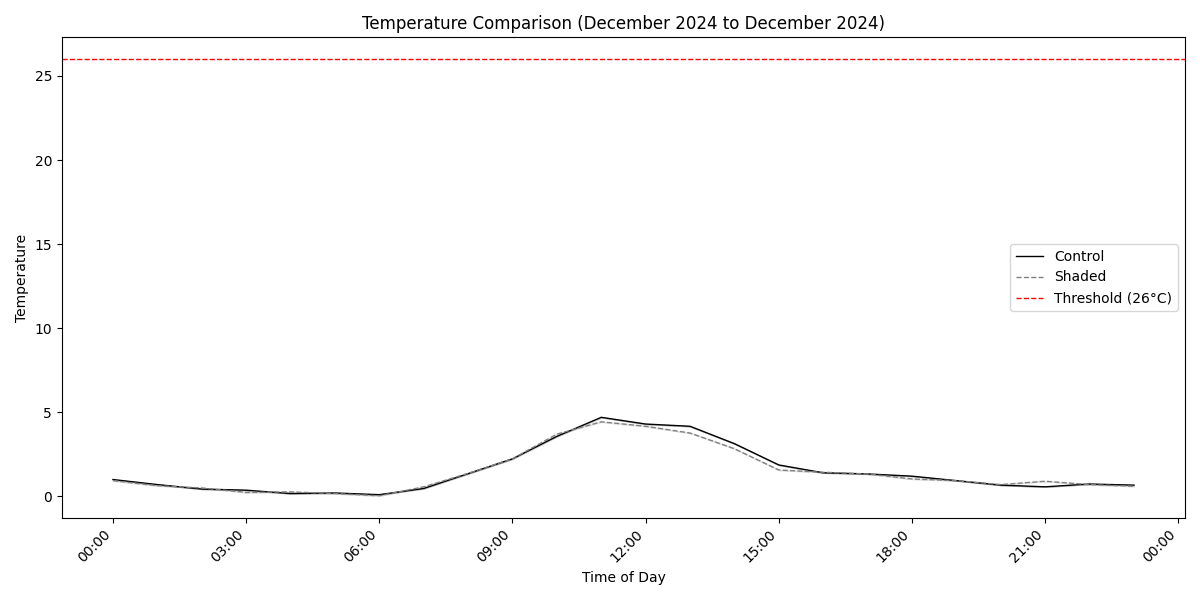 Temperature Comparison (December 2024 to December 2024)
Temperature
25
20
15
10
5
0
Control
Shaded
Threshold (26°C)
00:00
03:00
06:00
09:00
12:00
15:00
18:00
21:00
00:00
Time of Day